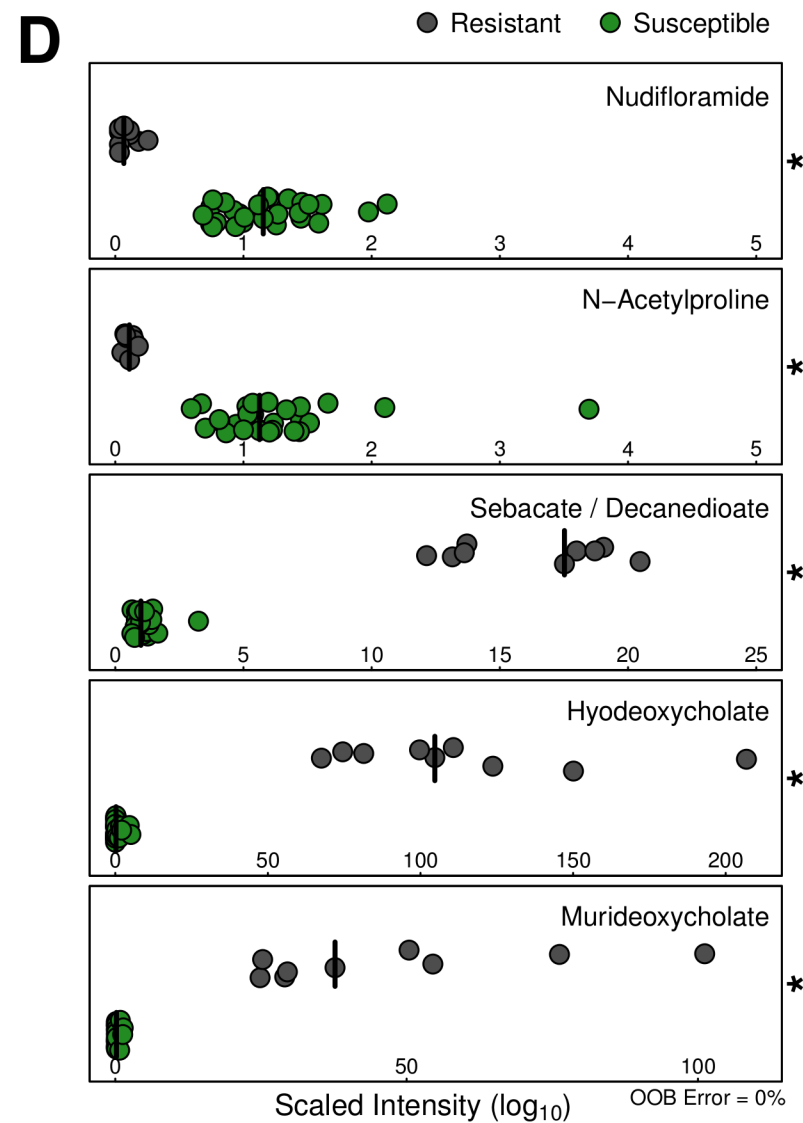 D
Resistant Susceptible
Nudifloramide
*
0 1 2 3 4 5
N−Acetylproline
*
0 1 2 3 4 5
Sebacate / Decanedioate
*
0 5 10 15 20 25
Hyodeoxycholate
*
0 50 100 150 200
Murideoxycholate
*
0 50 100
Scaled Intensity (log10)
OOB Error = 0%